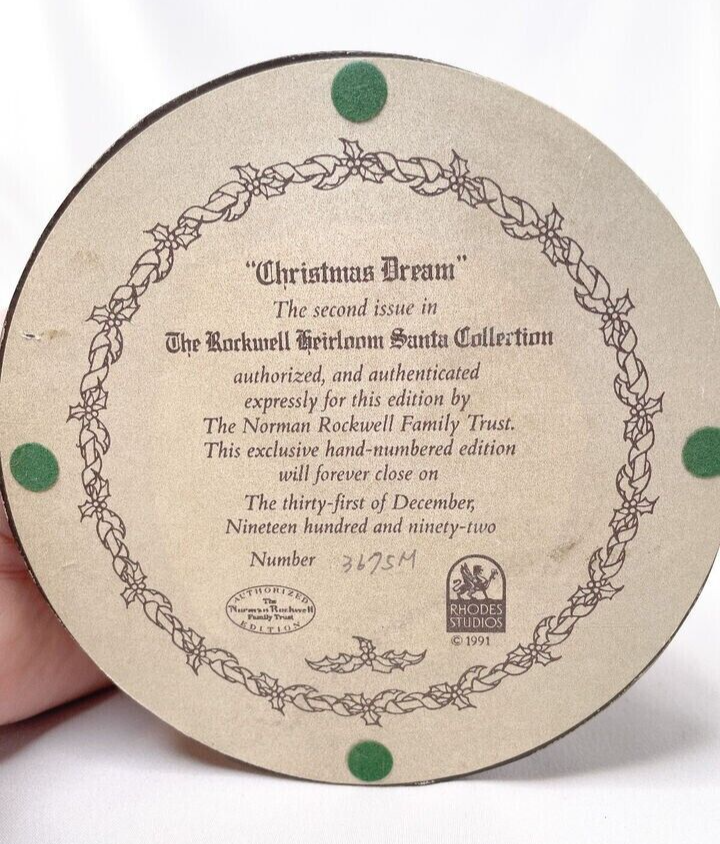 "Christmas Dream"
The second issue in
The Rockwell Heirloom Santa Collection
authorized, and authenticated
expressly for this edition by
The Norman Rockwell Family Trust.
This exclusive hand-numbered edition
will forever close on
The thirty-first of December,
Nineteen hundred and ninety-two
Number 3675M
AUTHORIZED
The
Norman Rockwell
Family Trust
EDITION
RHODES
STUDIOS
© 1991